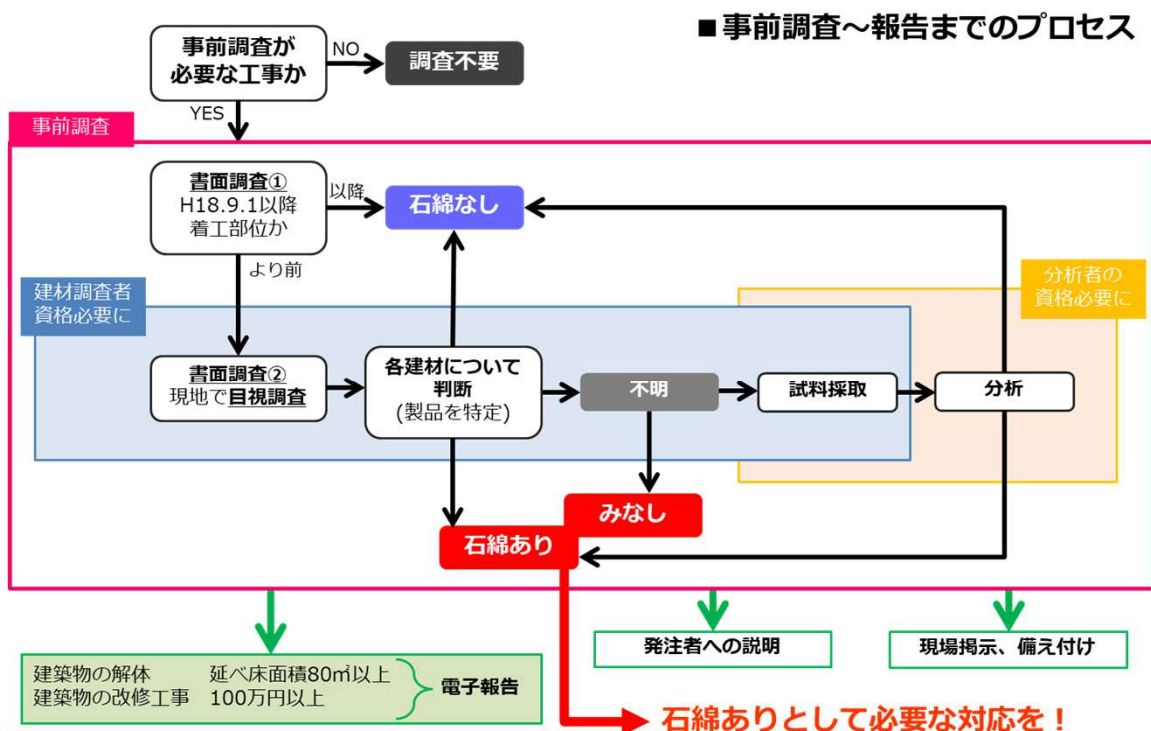 ■事前調査～報告までのプロセス
事前調査が
必要な工事か
NO
調査不要
YES
事前調査
書面調査①
H18.9.1以降
着工部位か
以降
石綿なし
より前
建材調査者
資格必要に
分析者の
資格必要に
書面調査②
現地で目視調査
各建材について
判断
(製品を特定)
不明
試料採取
分析
みなし
石綿あり
建築物の解体 延べ床面積80㎡以上
建築物の改修工事 100万円以上
電子報告
発注者への説明
現場掲示、備え付け
石綿ありとして必要な対応を！